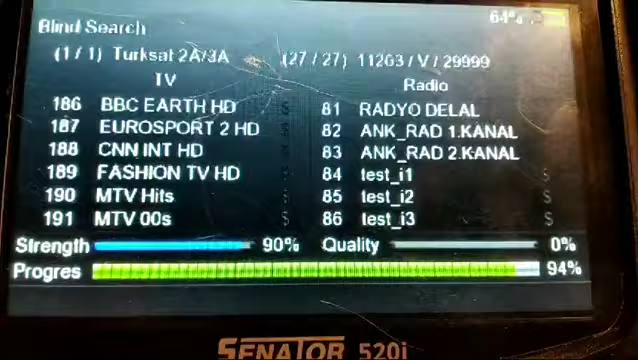 64%
Blind Search
(1 / 1) Turksat 2A/3A (27 / 27) 11203 / V / 29999
TV Radio
186 BBC EARTH HD S 81 RADYO DELAL
187 EUROSPORT 2 HD S 82 ANK_RAD 1.KANAL
188 CNN INT HD 83 ANK_RAD 2.KANAL
189 FASHION TV HD S 84 test_i1 S
190 MTV Hits S 85 test_i2 S
191 MTV 00s S 86 test_i3 S
Strength 90% Quality 0%
Progres 94%
SENATOR 520i